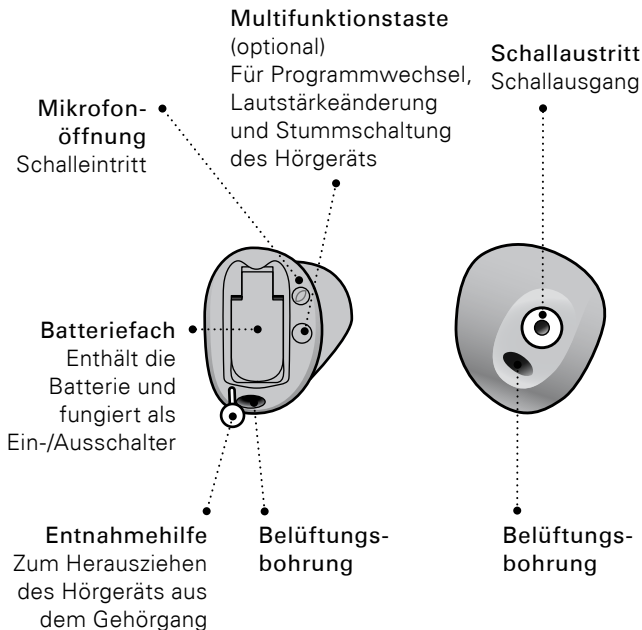 Multifunktionstaste
(optional)
Für Programmwechsel,
Lautstärkeänderung
und Stummschaltung
des Hörgeräts
Schallaustritt
Schallausgang
Mikrofon-
öffnung
Schalleintritt
Batteriefach
Enthält die
Batterie und
fungiert als
Ein-/Ausschalter
Entnahmehilfe
Zum Herausziehen
des Hörgeräts aus
dem Gehörgang
Belüftungs-
bohrung
Belüftungs-
bohrung